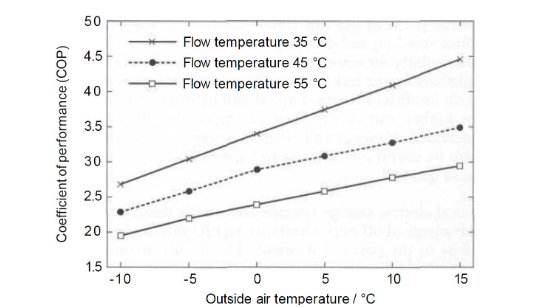 Coefficient of performance (COP)
5.0
4.5
4.0
3.5
3.0
2.5
2.0
1.5
Flow temperature 35 °C
Flow temperature 45 °C
Flow temperature 55 °C
-10 -5 0 5 10 15
Outside air temperature / °C